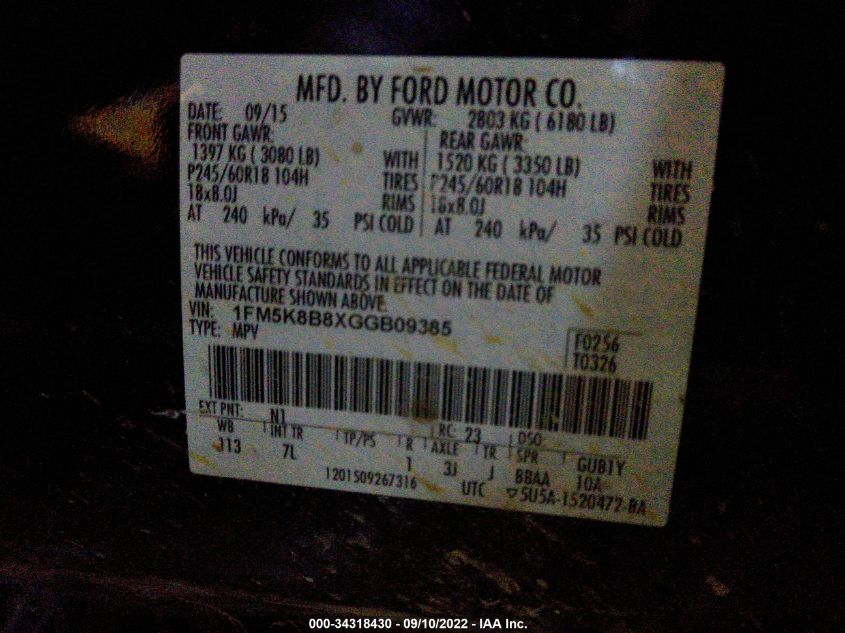 MFD. BY FORD MOTOR CO.
DATE: 09/15 GVWR: 2803 KG ( 6180 LB)
FRONT GAWR: REAR GAWR:
1397 KG ( 3080 LB) WITH 1520 KG ( 3350 LB) WITH
P245/60R18 104H TIRES P245/60R18 104H TIRES
18x8.0J RIMS 18x8.0J RIMS
AT 240 kPa/ 35 PSI COLD AT 240 kPa/ 35 PSI COLD
THIS VEHICLE CONFORMS TO ALL APPLICABLE FEDERAL MOTOR
VEHICLE SAFETY STANDARDS IN EFFECT ON THE DATE OF
MANUFACTURE SHOWN ABOVE.
VIN: 1FM5K8B8XGGB09385
TYPE: MPV
F0256
T0326
EXT PNT: N1 RC: 23 DSO:
WB INT TR TP/PS R AXLE TR SPR GUB1Y
113 7L 1 3J J BBAA 10A
1201509267316 UTC ▽5U5A-1520472-BA
000-34318430 - 09/10/2022 - IAA Inc.